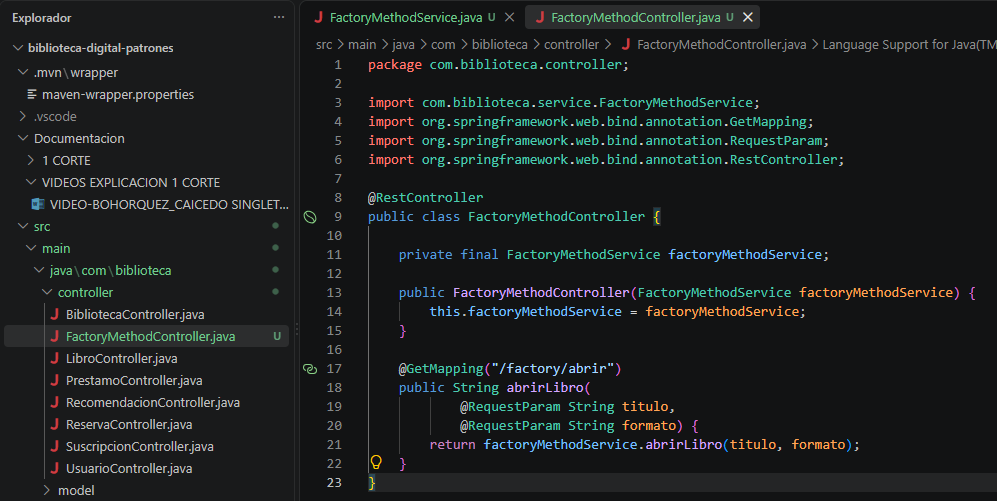 Explorador ...
biblioteca-digital-patrones
.mvn\wrapper
maven-wrapper.properties
.vscode
Documentacion
1 CORTE
VIDEOS EXPLICACION 1 CORTE
VIDEO-BOHORQUEZ_CAICEDO SINGLET...
src
main
java\com\biblioteca
controller
BibliotecaController.java
FactoryMethodController.java U
LibroController.java
PrestamoController.java
RecomendacionController.java
ReservaController.java
SuscripcionController.java
UsuarioController.java
model
FactoryMethodService.java U FactoryMethodController.java U
src > main > java > com > biblioteca > controller > FactoryMethodController.java > Language Support for Java(TM
1 package com.biblioteca.controller;
2
3 import com.biblioteca.service.FactoryMethodService;
4 import org.springframework.web.bind.annotation.GetMapping;
5 import org.springframework.web.bind.annotation.RequestParam;
6 import org.springframework.web.bind.annotation.RestController;
7
8 @RestController
9 public class FactoryMethodController {
10
11 private final FactoryMethodService factoryMethodService;
12
13 public FactoryMethodController(FactoryMethodService factoryMethodService) {
14 this.factoryMethodService = factoryMethodService;
15 }
16
17 @GetMapping("/factory/abrir")
18 public String abrirLibro(
19 @RequestParam String titulo,
20 @RequestParam String formato) {
21 return factoryMethodService.abrirLibro(titulo, formato);
22 }
23 }